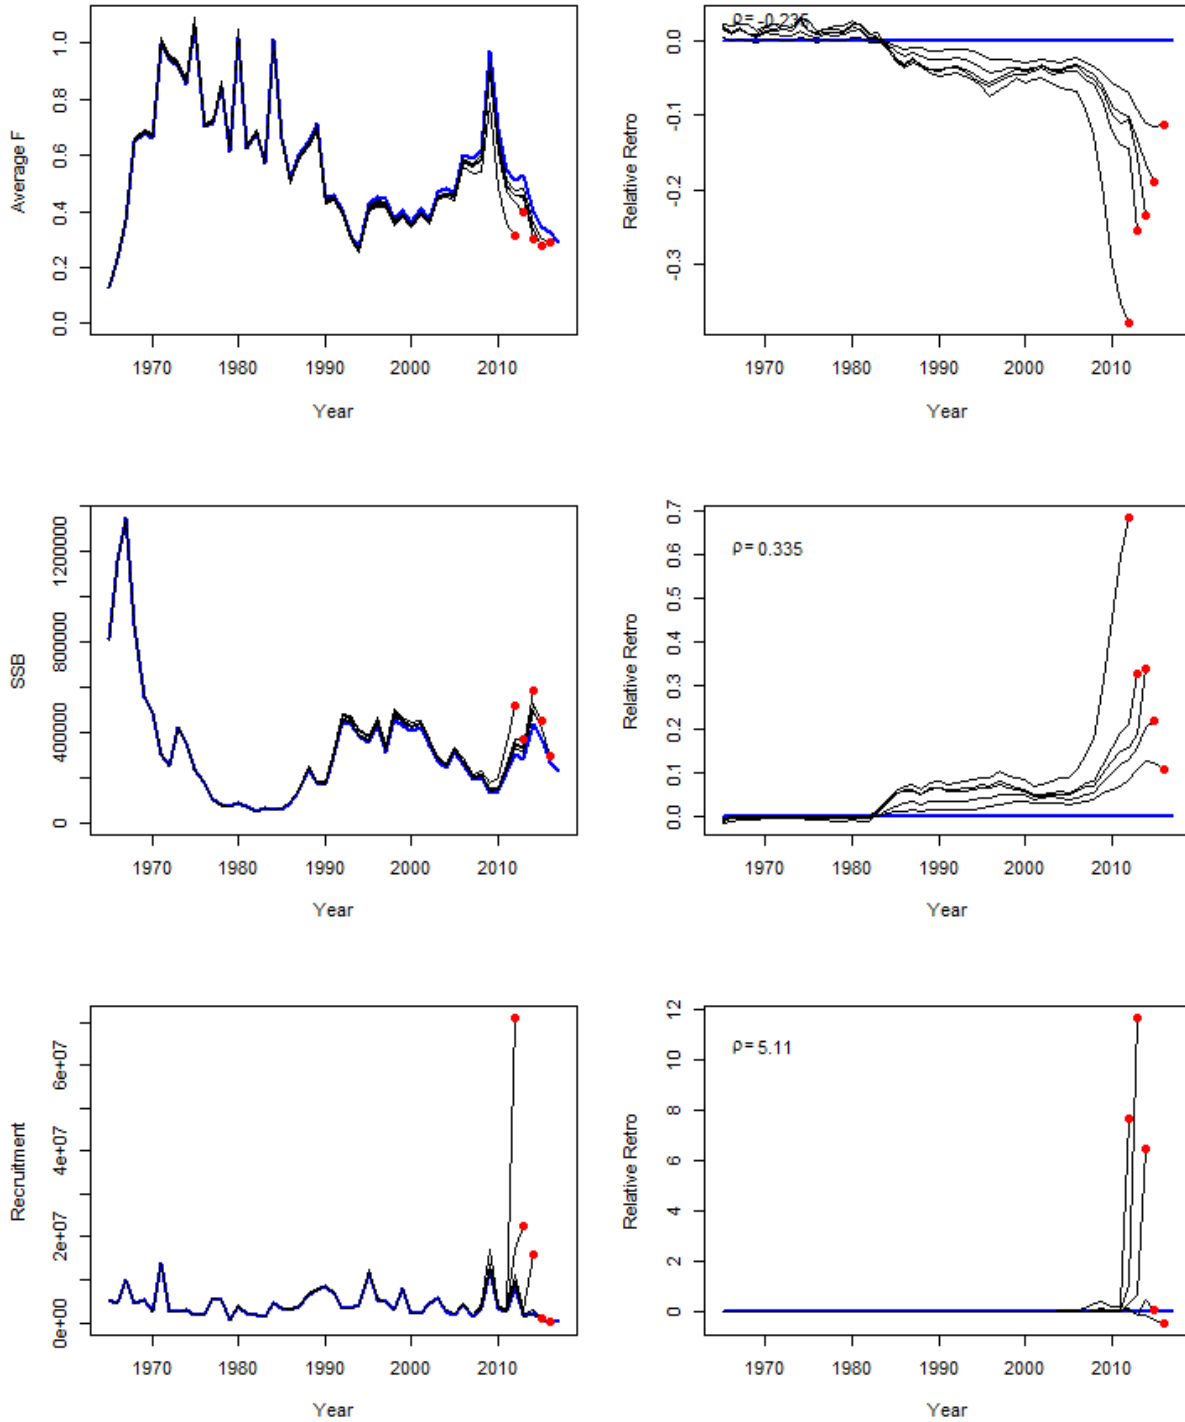 Average F
0.0 0.2 0.4 0.6 0.8 1.0
1970 1980 1990 2000 2010
Year
Relative Retro
-0.3 -0.2 -0.1 0.0
ρ= -0.235
1970 1980 1990 2000 2010
Year
SSB
0 400000 800000 1200000
1970 1980 1990 2000 2010
Year
Relative Retro
0.0 0.1 0.2 0.3 0.4 0.5 0.6 0.7
ρ= 0.335
1970 1980 1990 2000 2010
Year
Recruitment
0e+00 2e+07 4e+07 6e+07
1970 1980 1990 2000 2010
Year
Relative Retro
0 2 4 6 8 10 12
ρ= 5.11
1970 1980 1990 2000 2010
Year